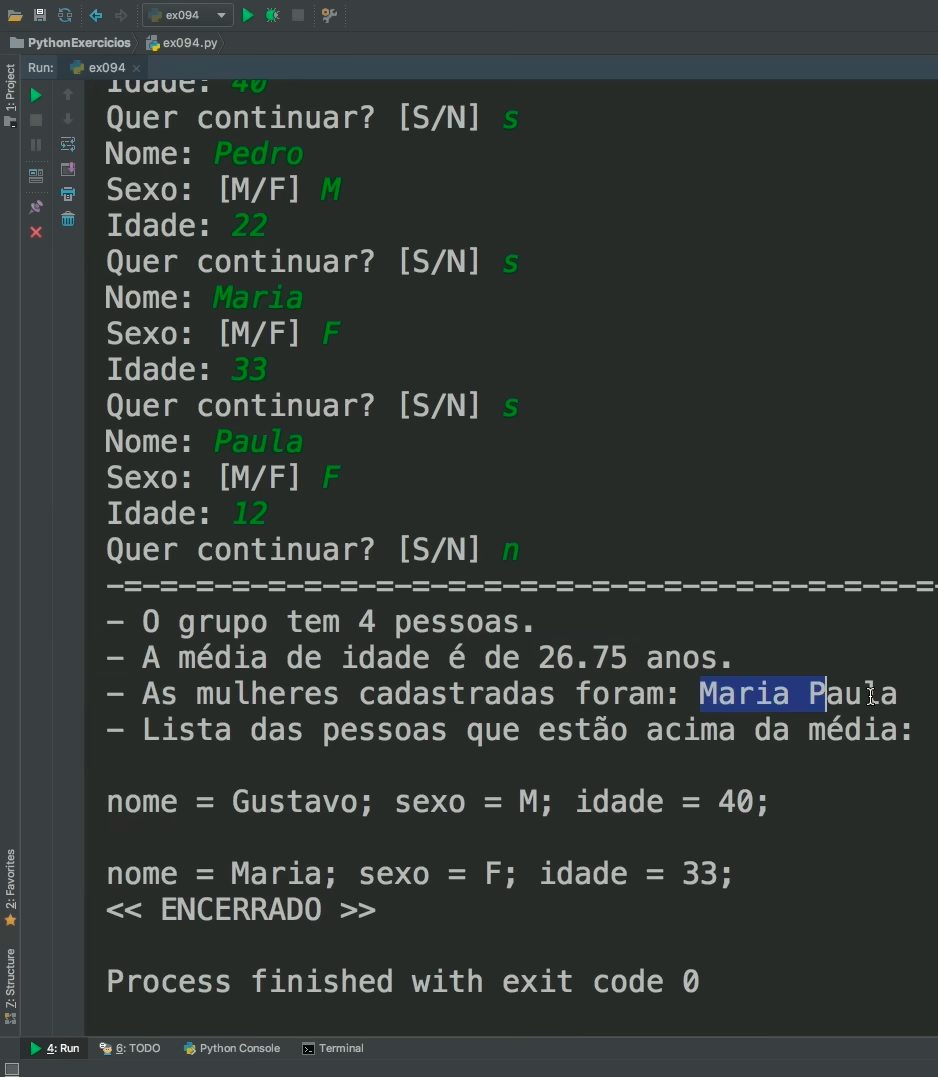 ex094
PythonExercicios
ex094.py
Run:
ex094
1: Project
Idade: 40
Quer continuar? [S/N] s
Nome: Pedro
Sexo: [M/F] M
Idade: 22
Quer continuar? [S/N] s
Nome: Maria
Sexo: [M/F] F
Idade: 33
Quer continuar? [S/N] s
Nome: Paula
Sexo: [M/F] F
Idade: 12
Quer continuar? [S/N] n
-=-=-=-=-=-=-=-=-=-=-=-=-=-=-=-=-=-=-=-=-=-=-
- O grupo tem 4 pessoas.
- A média de idade é de 26.75 anos.
- As mulheres cadastradas foram: Maria Paula
- Lista das pessoas que estão acima da média:
nome = Gustavo; sexo = M; idade = 40;
nome = Maria; sexo = F; idade = 33;
<< ENCERRADO >>
Process finished with exit code 0
2: Favorites
7: Structure
4: Run
6: TODO
Python Console
Terminal